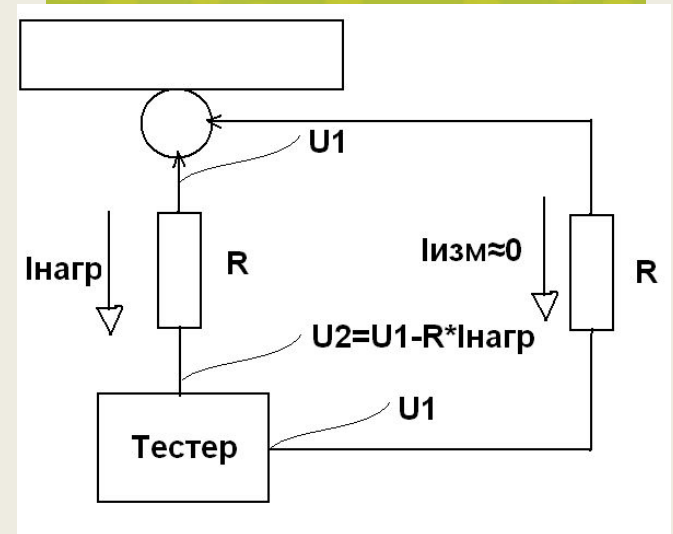 U1
Iнагр
R
Iизм≈0
R
U2=U1-R*Iнагр
U1
Тестер